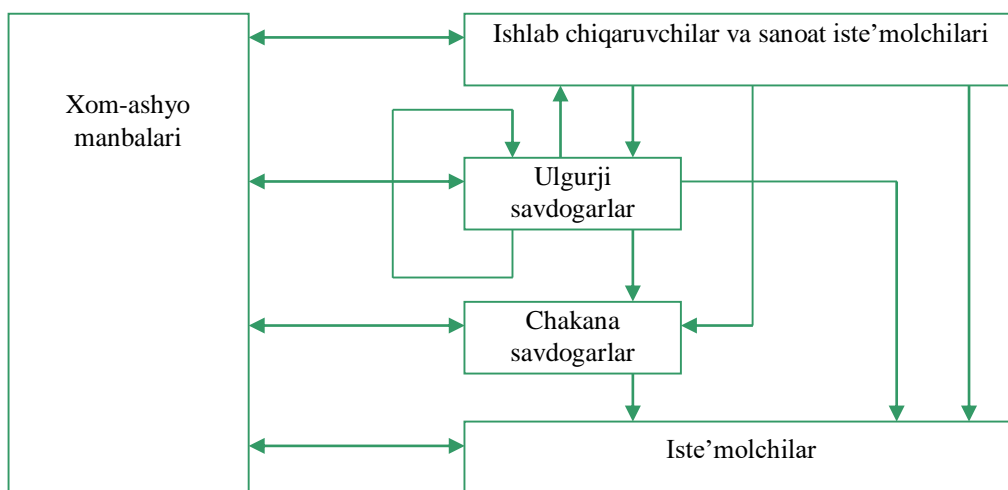 Ishlab chiqaruvchilar va sanoat iste’molchilari
Xom-ashyo
manbalari
Ulgurji
savdogarlar
Chakana
savdogarlar
Iste’molchilar